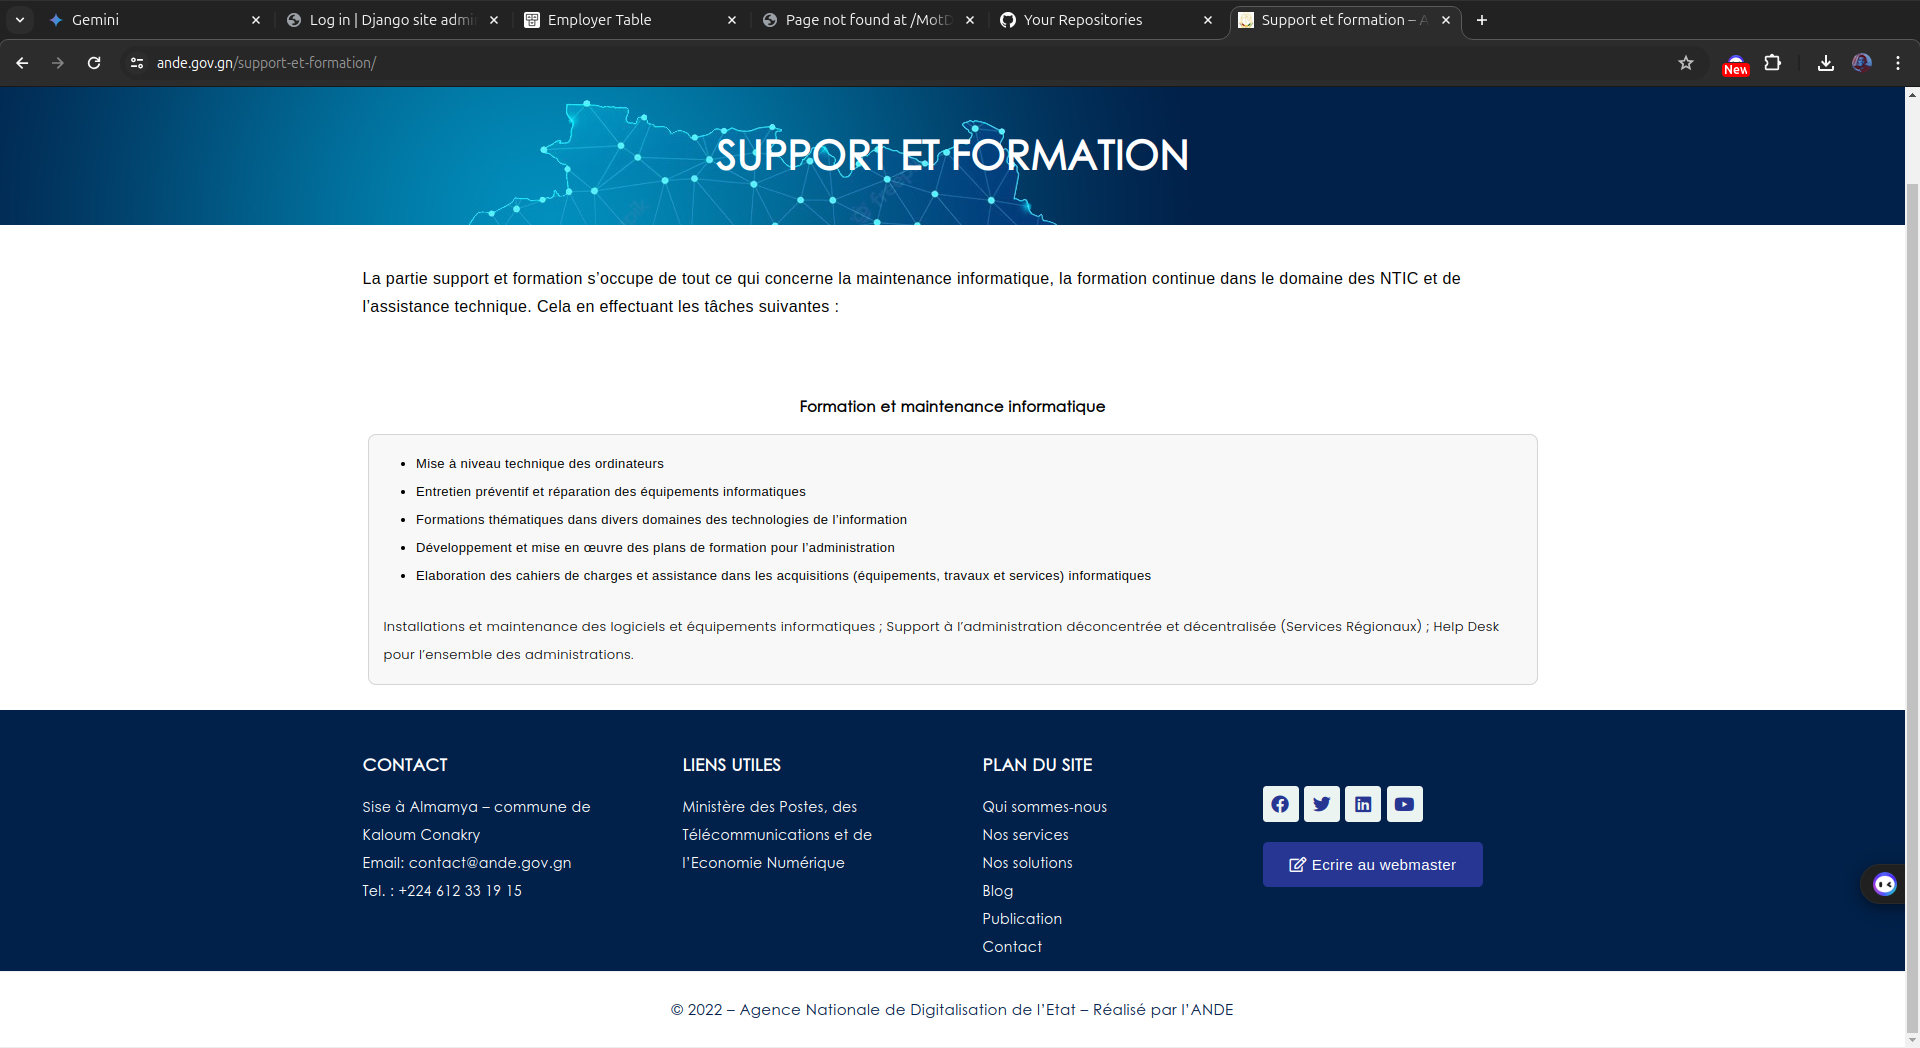 Gemini
Log in | Django site admi
Employer Table
Page not found at /MotD
Your Repositories
Support et formation – A
ande.gov.gn/support-et-formation/
New
SUPPORT ET FORMATION
La partie support et formation s’occupe de tout ce qui concerne la maintenance informatique, la formation continue dans le domaine des NTIC et de
l’assistance technique. Cela en effectuant les tâches suivantes :
Formation et maintenance informatique
Mise à niveau technique des ordinateurs
Entretien préventif et réparation des équipements informatiques
Formations thématiques dans divers domaines des technologies de l’information
Développement et mise en œuvre des plans de formation pour l’administration
Elaboration des cahiers de charges et assistance dans les acquisitions (équipements, travaux et services) informatiques
Installations et maintenance des logiciels et équipements informatiques ; Support à l’administration déconcentrée et décentralisée (Services Régionaux) ; Help Desk
pour l’ensemble des administrations.
CONTACT
Sise à Almamya – commune de
Kaloum Conakry
Email: contact@ande.gov.gn
Tel. : +224 612 33 19 15
LIENS UTILES
Ministère des Postes, des
Télécommunications et de
l’Economie Numérique
PLAN DU SITE
Qui sommes-nous
Nos services
Nos solutions
Blog
Publication
Contact
Ecrire au webmaster
© 2022 – Agence Nationale de Digitalisation de l’Etat – Réalisé par l’ANDE